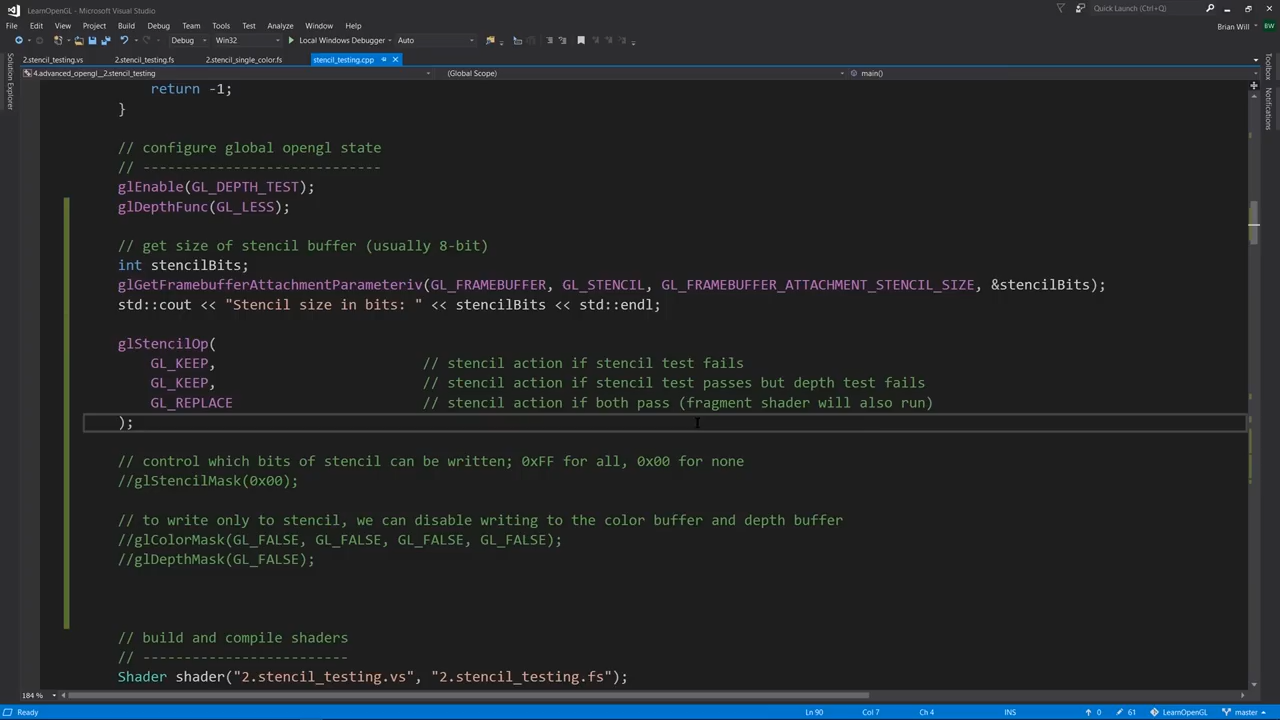 LearnOpenGL - Microsoft Visual Studio
Quick Launch (Ctrl+Q)
File Edit View Project Build Debug Team Tools Test Analyze Window Help
Brian Will
Debug Win32 Local Windows Debugger Auto
2.stencil_testing.vs 2.stencil_testing.fs 2.stencil_single_color.fs stencil_testing.cpp
4.advanced_opengl__2.stencil_testing (Global Scope) main()
Solution Explorer
Toolbox
Notifications
return -1;
}
// configure global opengl state
// -----------------------------
glEnable(GL_DEPTH_TEST);
glDepthFunc(GL_LESS);
// get size of stencil buffer (usually 8-bit)
int stencilBits;
glGetFramebufferAttachmentParameteriv(GL_FRAMEBUFFER, GL_STENCIL, GL_FRAMEBUFFER_ATTACHMENT_STENCIL_SIZE, &stencilBits);
std::cout << "Stencil size in bits: " << stencilBits << std::endl;
glStencilOp(
GL_KEEP, // stencil action if stencil test fails
GL_KEEP, // stencil action if stencil test passes but depth test fails
GL_REPLACE // stencil action if both pass (fragment shader will also run)
);
// control which bits of stencil can be written; 0xFF for all, 0x00 for none
//glStencilMask(0x00);
// to write only to stencil, we can disable writing to the color buffer and depth buffer
//glColorMask(GL_FALSE, GL_FALSE, GL_FALSE, GL_FALSE);
//glDepthMask(GL_FALSE);
// build and compile shaders
// -------------------------
Shader shader("2.stencil_testing.vs", "2.stencil_testing.fs");
184 %
Ready Ln 90 Col 7 Ch 4 INS 0 61 LearnOpenGL master